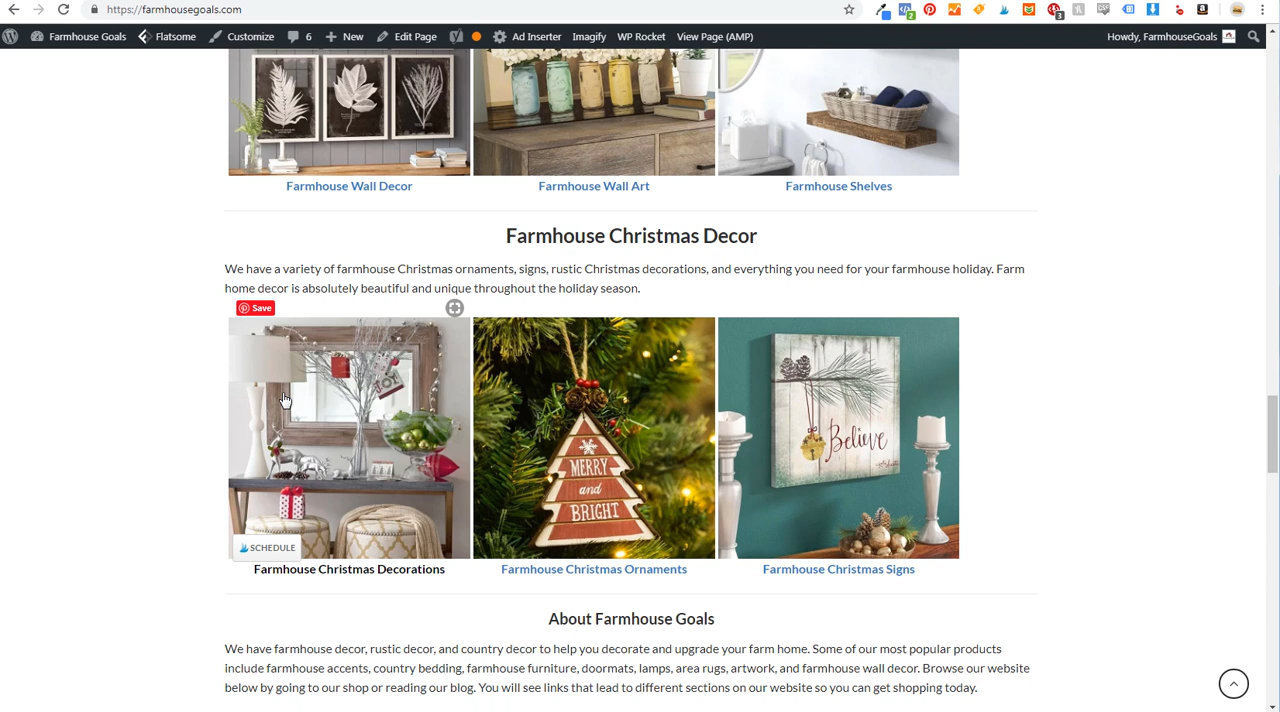 https://farmhousegoals.com
2
3
Farmhouse Goals Flatsome Customize 6 New Edit Page Ad Inserter Imagify WP Rocket View Page (AMP) Howdy, FarmhouseGoals
Farmhouse Wall Decor Farmhouse Wall Art Farmhouse Shelves
Farmhouse Christmas Decor
We have a variety of farmhouse Christmas ornaments, signs, rustic Christmas decorations, and everything you need for your farmhouse holiday. Farm
home decor is absolutely beautiful and unique throughout the holiday season.
Save
JOY
MERRY
and
BRIGHT
Believe
SCHEDULE
Farmhouse Christmas Decorations Farmhouse Christmas Ornaments Farmhouse Christmas Signs
About Farmhouse Goals
We have farmhouse decor, rustic decor, and country decor to help you decorate and upgrade your farm home. Some of our most popular products
include farmhouse accents, country bedding, farmhouse furniture, doormats, lamps, area rugs, artwork, and farmhouse wall decor. Browse our website
below by going to our shop or reading our blog. You will see links that lead to different sections on our website so you can get shopping today.